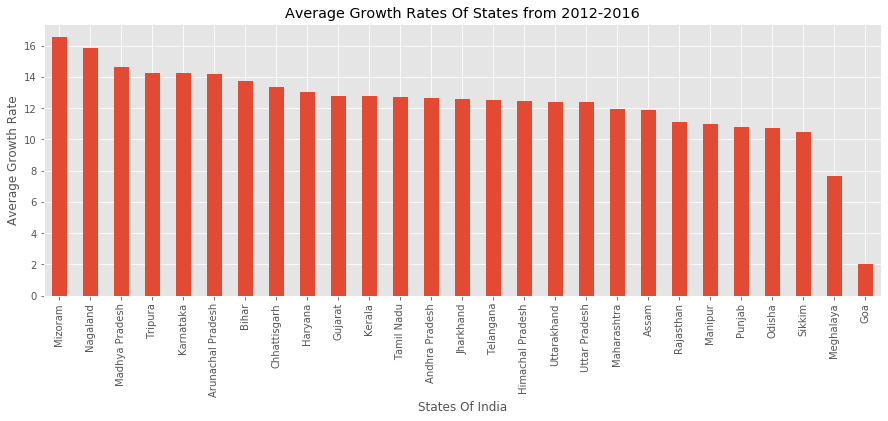 Average Growth Rates Of States from 2012-2016
Average Growth Rate
16
14
12
10
8
6
4
2
0
Mizoram
Nagaland
Madhya Pradesh
Tripura
Karnataka
Arunachal Pradesh
Bihar
Chhattisgarh
Haryana
Gujarat
Kerala
Tamil Nadu
Andhra Pradesh
Jharkhand
Telangana
Himachal Pradesh
Uttarakhand
Uttar Pradesh
Maharashtra
Assam
Rajasthan
Manipur
Punjab
Odisha
Sikkim
Meghalaya
Goa
States Of India